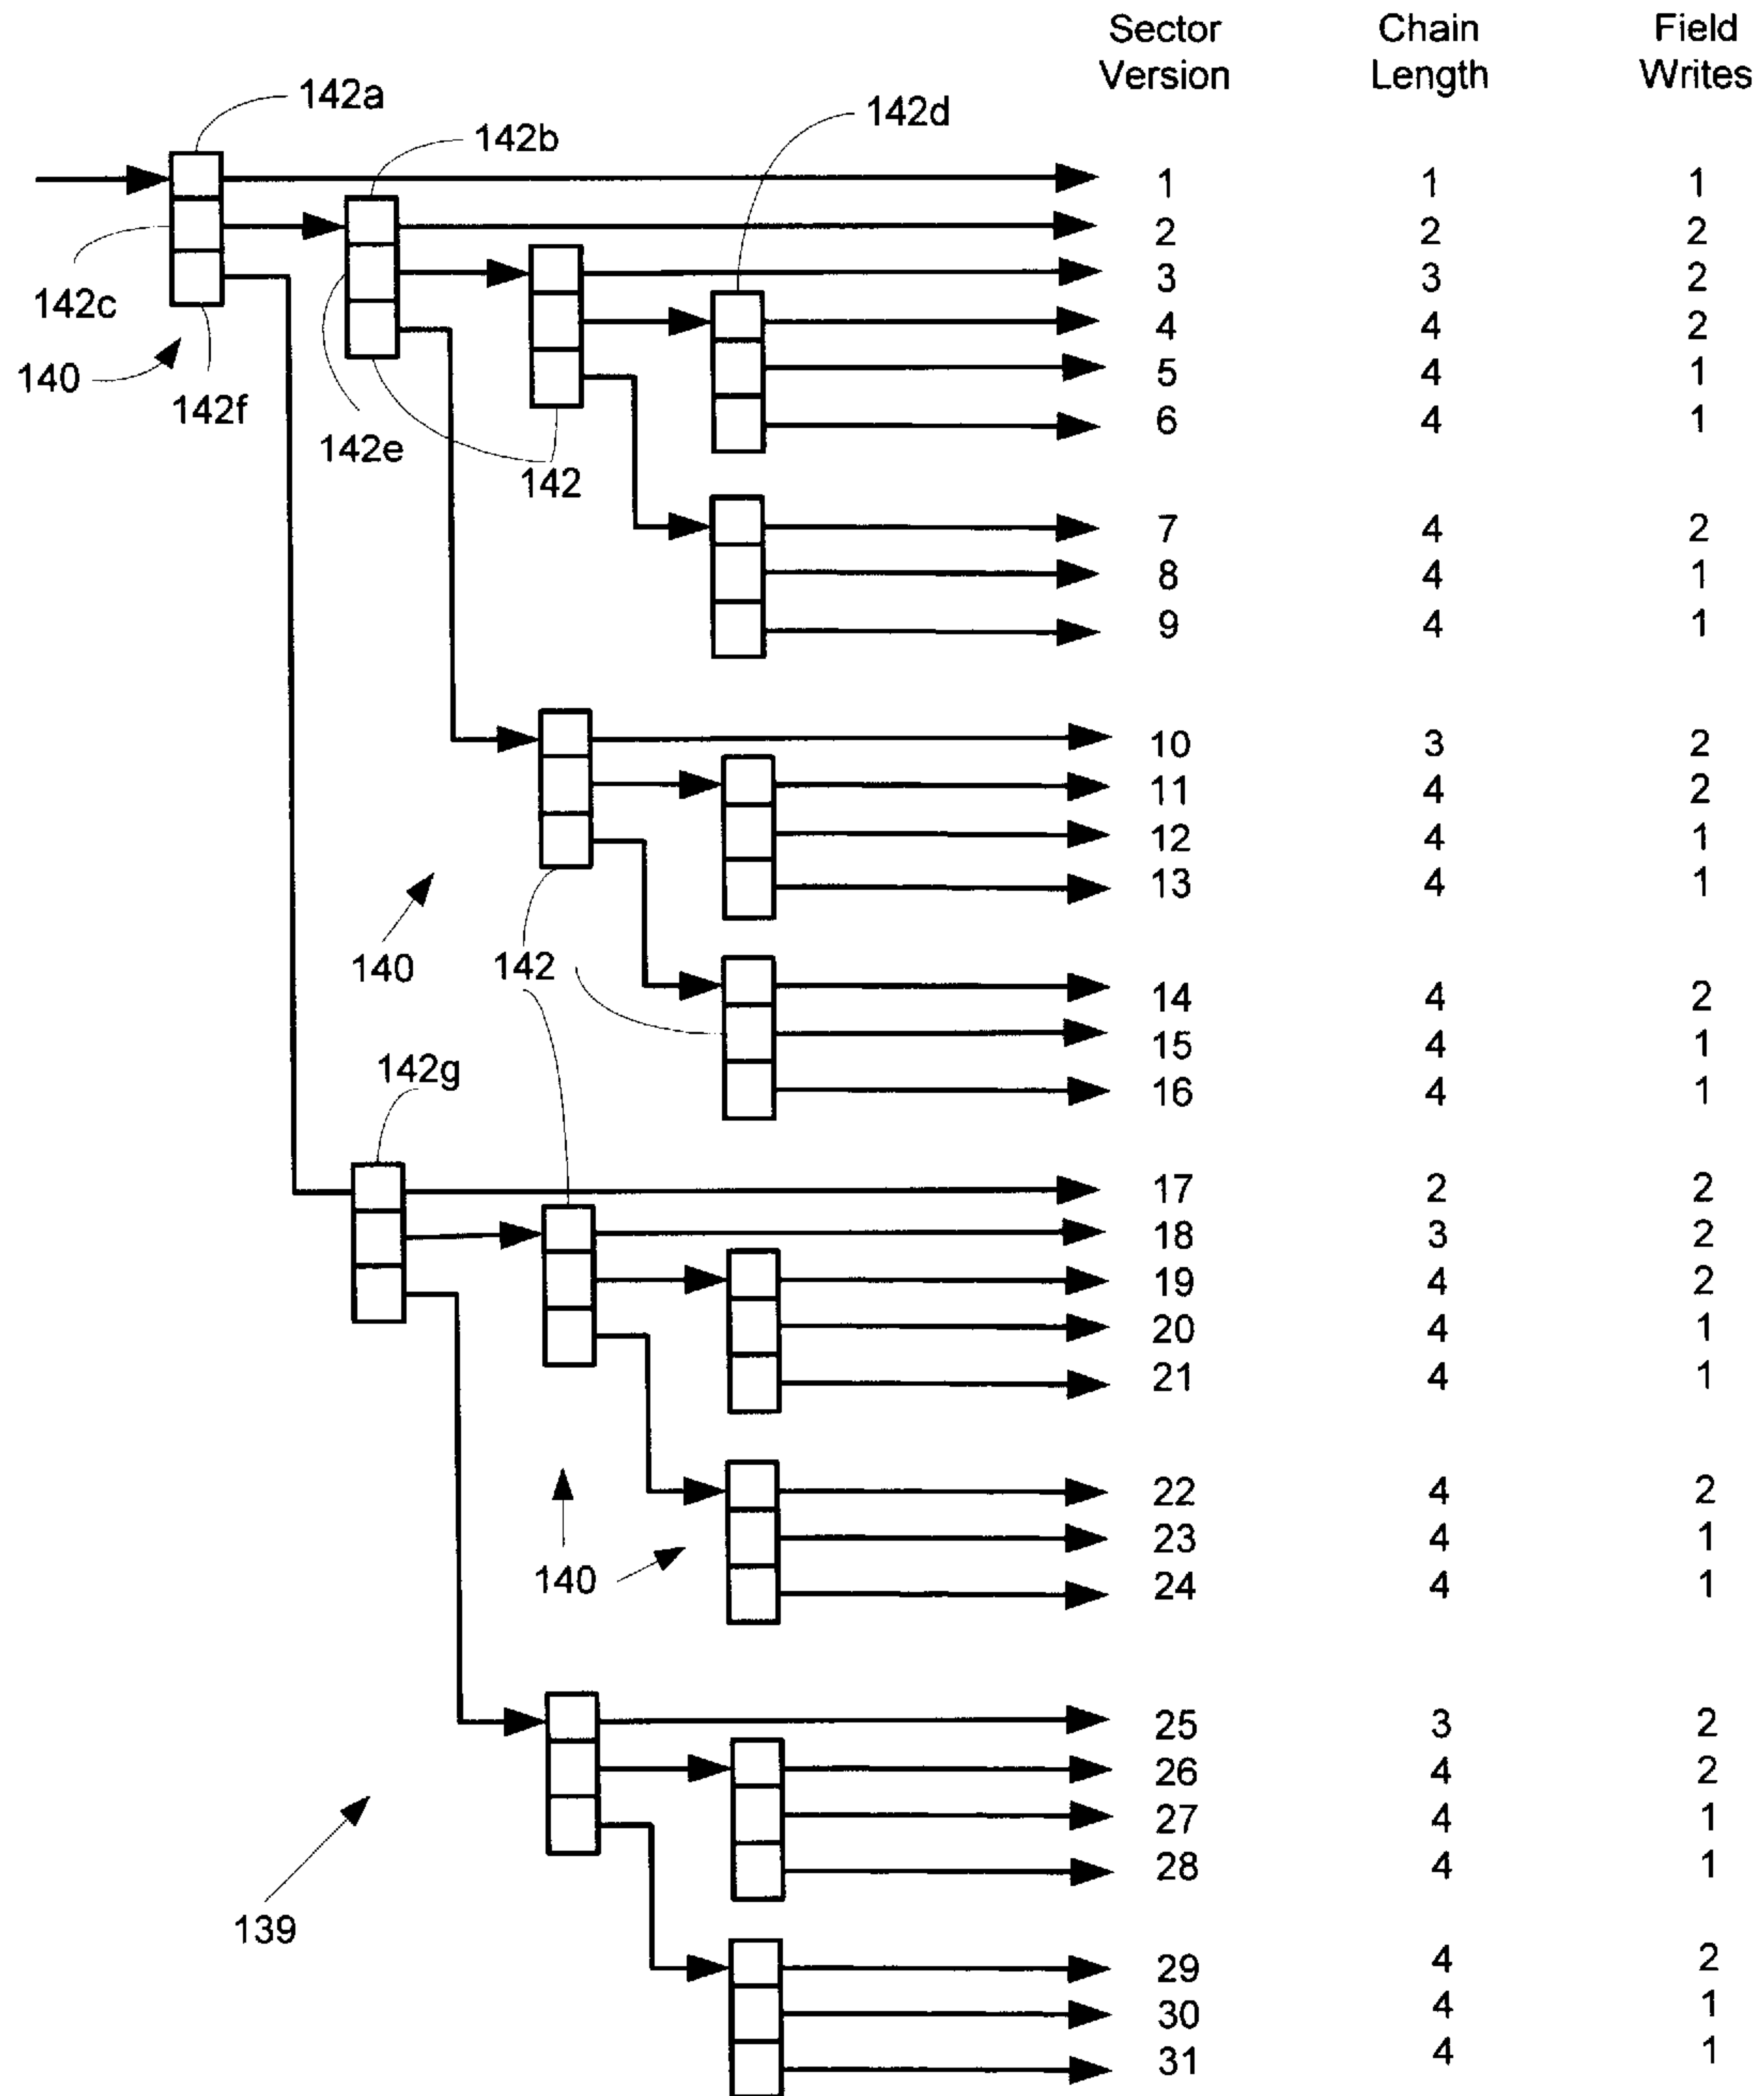 Sector Version Chain Length Field Writes
142a
142b
142d
1 1 1
2 2 2
142c
3 3 2
4 4 2
140
5 4 1
142f
6 4 1
142e
142
7 4 2
8 4 1
9 4 1
10 3 2
11 4 2
12 4 1
13 4 1
140 142
14 4 2
15 4 1
142g
16 4 1
17 2 2
18 3 2
19 4 2
20 4 1
21 4 1
22 4 2
23 4 1
140
24 4 1
25 3 2
26 4 2
27 4 1
28 4 1
139
29 4 2
30 4 1
31 4 1